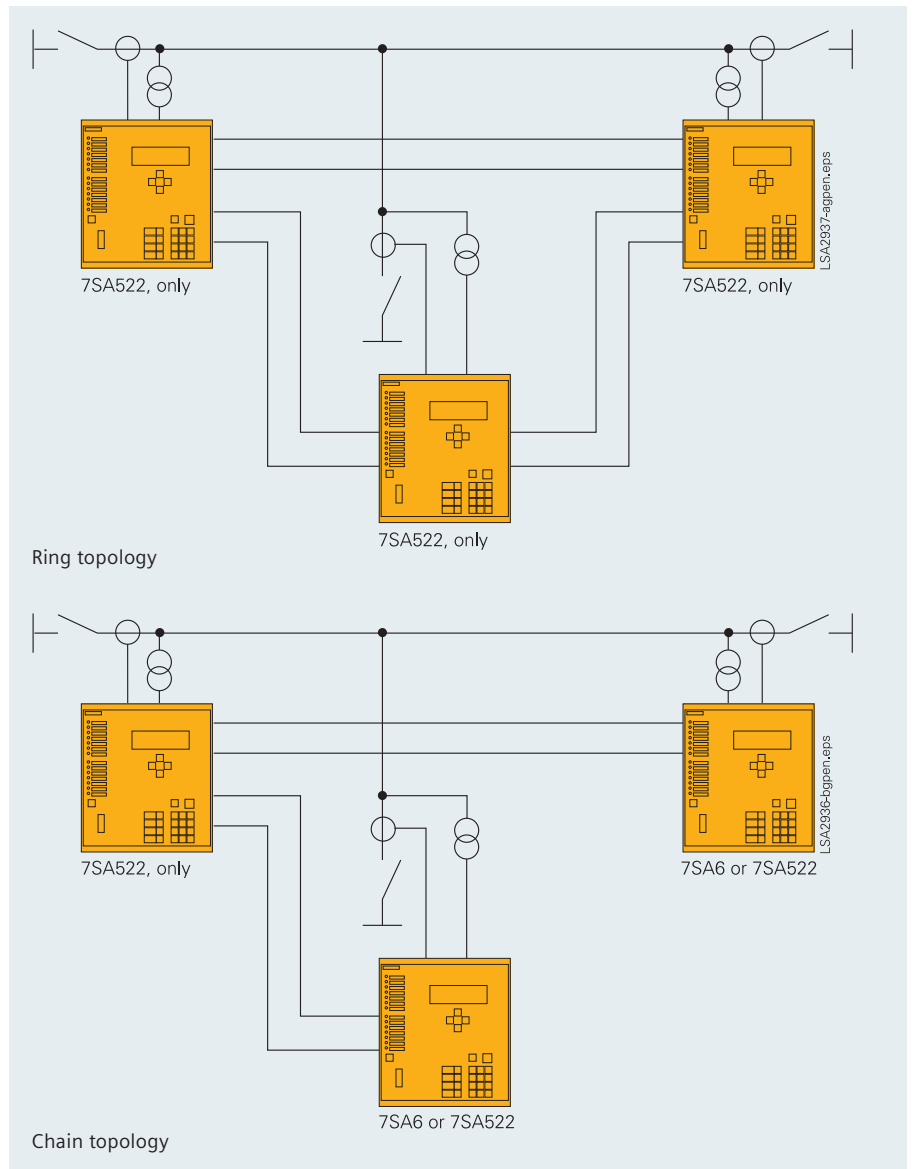 LSA2937-agpen.eps
7SA522, only
7SA522, only
7SA522, only
Ring topology
LSA2936-bgpen.eps
7SA522, only
7SA6 or 7SA522
7SA6 or 7SA522
Chain topology